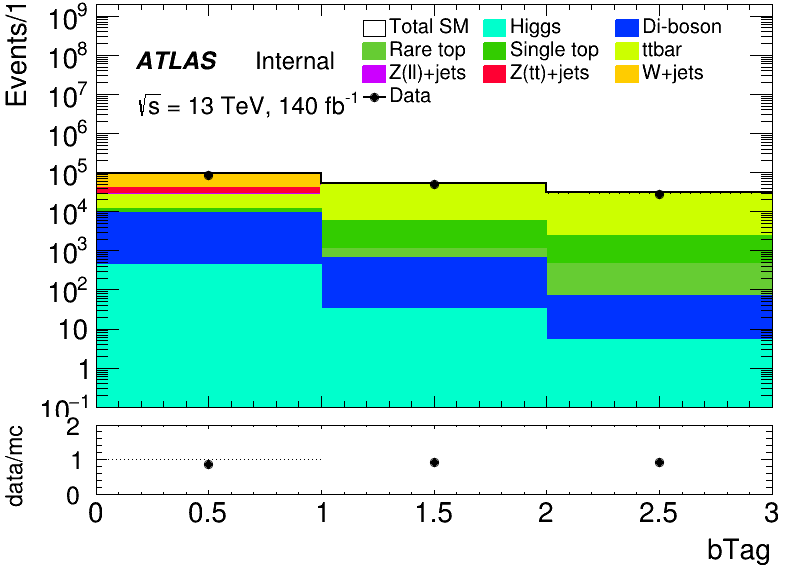 Events/1
10⁹
10⁸
10⁷
10⁶
10⁵
10⁴
10³
10²
10
1
10⁻¹
Total SM Higgs Di-boson
Rare top Single top ttbar
Z(ll)+jets Z(tt)+jets W+jets
Data
ATLAS Internal
√s = 13 TeV, 140 fb⁻¹
data/mc
2
1
0
0 0.5 1 1.5 2 2.5 3
bTag